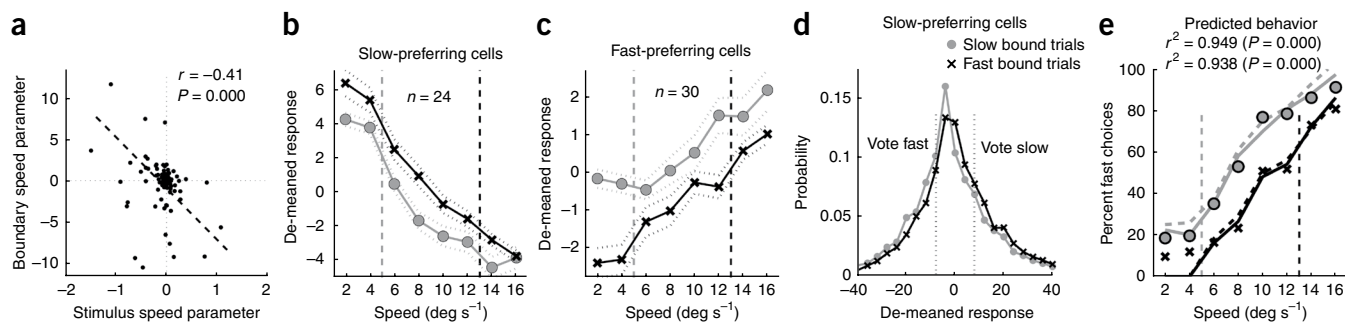 a
r = −0.41
P = 0.000
Boundary speed parameter
10
5
0
−5
−10
−2 −1 0 1 2
Stimulus speed parameter
b
Slow-preferring cells
n = 24
De-meaned response
6
4
2
0
−2
−4
2 4 6 8 10 12 14 16
Speed (deg s−1)
c
Fast-preferring cells
n = 30
De-meaned response
2
1
0
−1
−2
2 4 6 8 10 12 14 16
Speed (deg s−1)
d
Slow-preferring cells
Slow bound trials
Fast bound trials
Vote fast
Vote slow
Probability
0.15
0.1
0.05
0
−40 −20 0 20 40
De-meaned response
e
Predicted behavior
r2 = 0.949 (P = 0.000)
r2 = 0.938 (P = 0.000)
Percent fast choices
100
80
60
40
20
0
2 4 6 8 10 12 14 16
Speed (deg s−1)